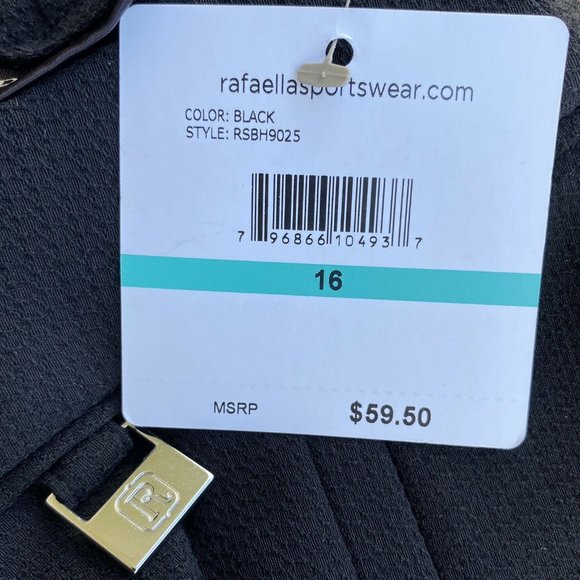 rafaellasportswear.com
COLOR: BLACK
STYLE: RSBH9025
7 96866 10493 7
16
MSRP $59.50
R